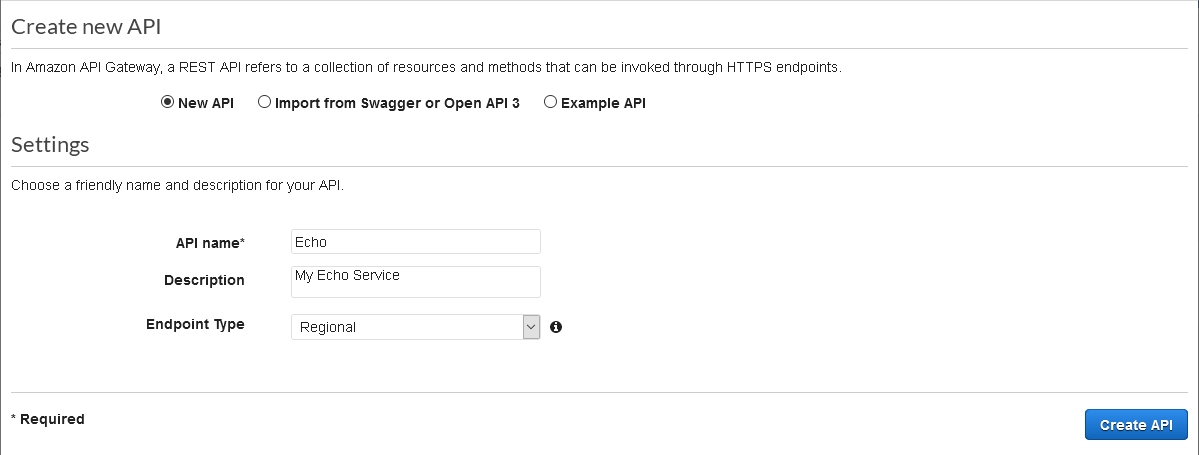 Create new API
In Amazon API Gateway, a REST API refers to a collection of resources and methods that can be invoked through HTTPS endpoints.
New API Import from Swagger or Open API 3 Example API
Settings
Choose a friendly name and description for your API.
API name* Echo
Description My Echo Service
Endpoint Type Regional
* Required
Create API